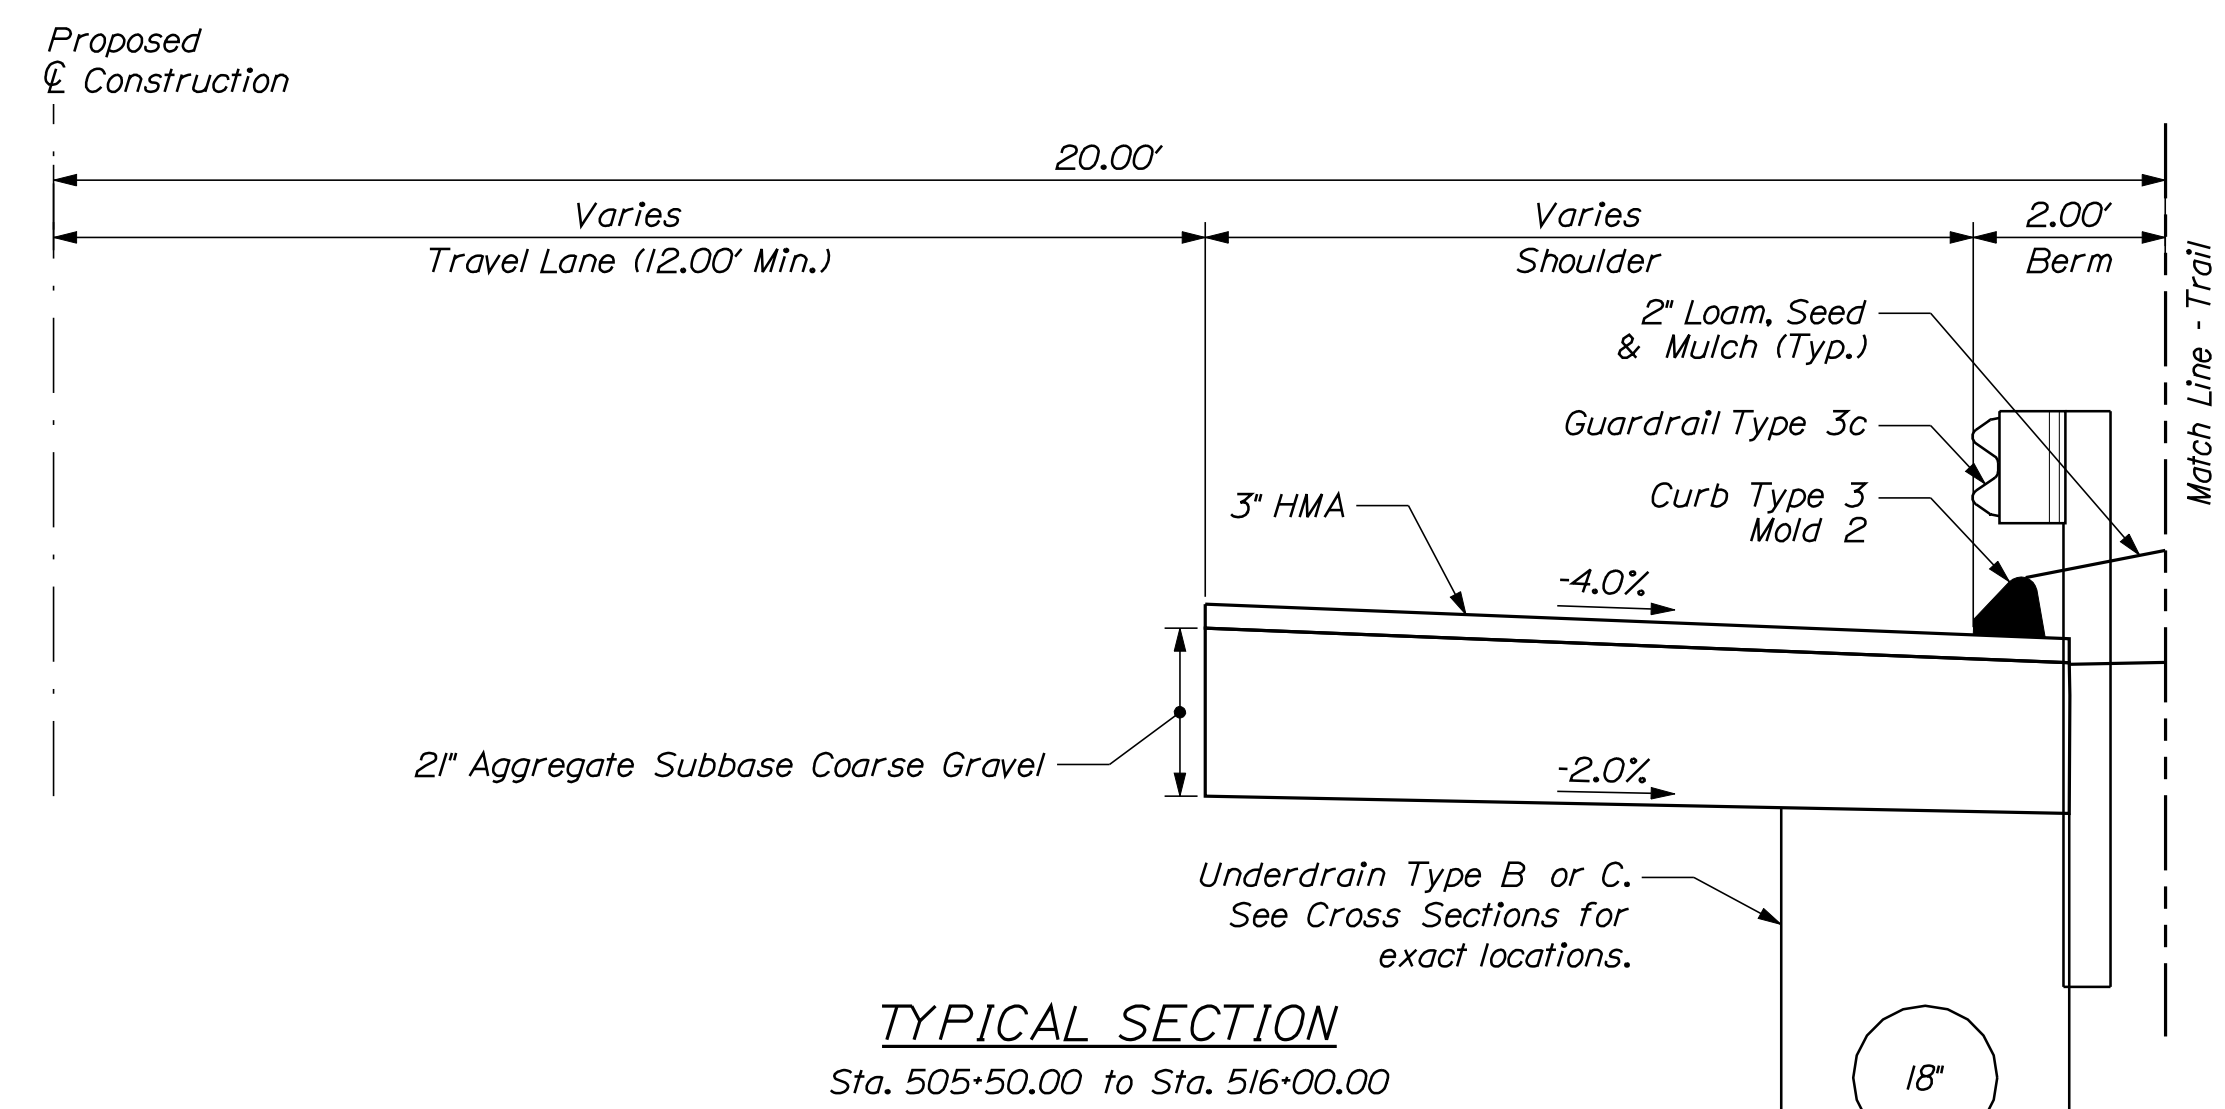 Proposed
℄ Construction
20.00'
Varies
Varies
2.00'
Travel Lane (12.00' Min.)
Shoulder
Berm
Match Line - Trail
2" Loam, Seed
& Mulch (Typ.)
Guardrail Type 3c
Curb Type 3
Mold 2
3" HMA
-4.0%
21" Aggregate Subbase Coarse Gravel
-2.0%
Underdrain Type B or C.
See Cross Sections for
exact locations.
TYPICAL SECTION
Sta. 505+50.00 to Sta. 516+00.00
18"